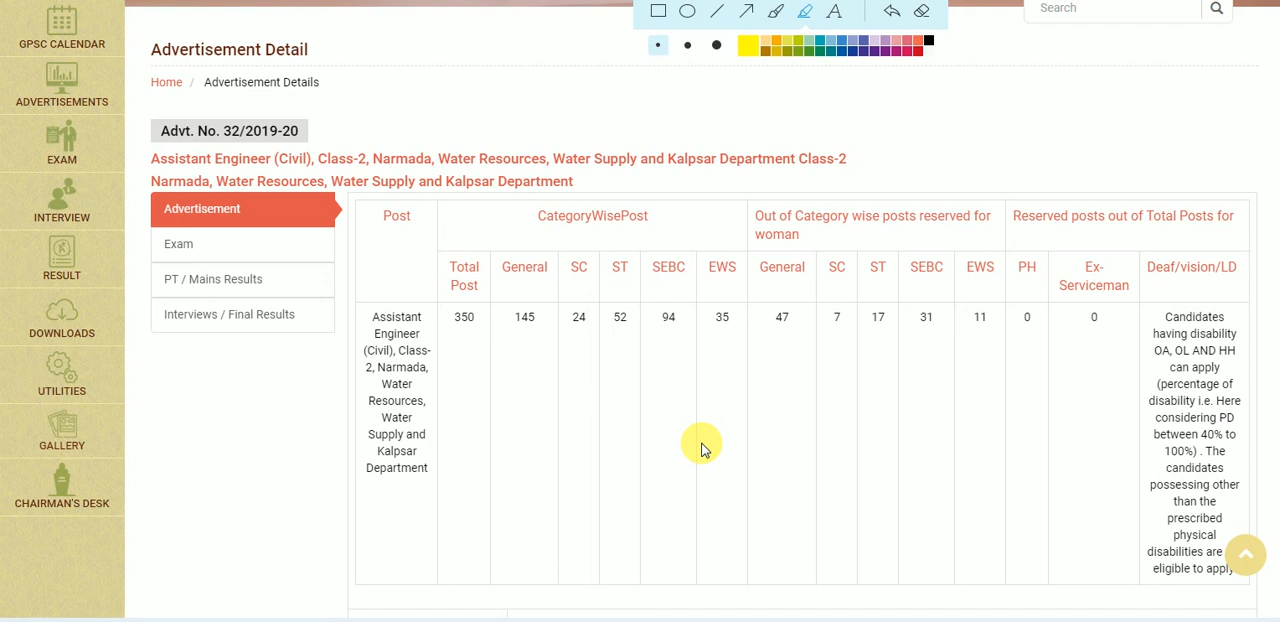 Search
GPSC CALENDAR
ADVERTISEMENTS
EXAM
INTERVIEW
RESULT
DOWNLOADS
UTILITIES
GALLERY
CHAIRMAN'S DESK
Advertisement Detail
Home / Advertisement Details
Advt. No. 32/2019-20
Assistant Engineer (Civil), Class-2, Narmada, Water Resources, Water Supply and Kalpsar Department Class-2
Narmada, Water Resources, Water Supply and Kalpsar Department
Advertisement
Exam
PT / Mains Results
Interviews / Final Results
Post
CategoryWisePost
Out of Category wise posts reserved for
woman
Reserved posts out of Total Posts for
Total
Post
General
SC
ST
SEBC
EWS
General
SC
ST
SEBC
EWS
PH
Ex-
Serviceman
Deaf/vision/LD
Assistant
Engineer
(Civil), Class-
2, Narmada,
Water
Resources,
Water
Supply and
Kalpsar
Department
350
145
24
52
94
35
47
7
17
31
11
0
0
Candidates
having disability
OA, OL AND HH
can apply
(percentage of
disability i.e. Here
considering PD
between 40% to
100%) . The
candidates
possessing other
than the
prescribed
physical
disabilities are
eligible to apply